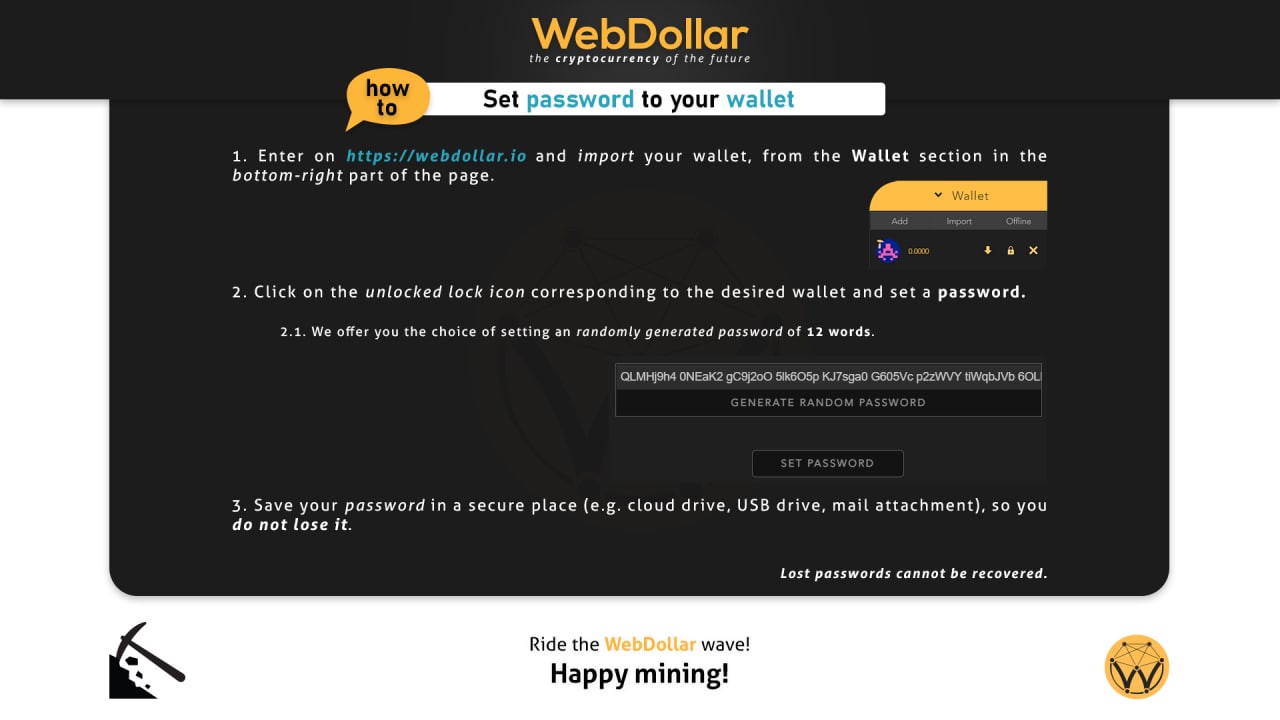 WebDollar
the cryptocurrency of the future
how
to
Set password to your wallet
1. Enter on https://webdollar.io and import your wallet, from the Wallet section in the
bottom-right part of the page.
Wallet
Add Import Offline
0.0000
2. Click on the unlocked lock icon corresponding to the desired wallet and set a password.
2.1. We offer you the choice of setting an randomly generated password of 12 words.
QLMHj9h4 0NEaK2 gC9j2oO 5lk6O5p KJ7sga0 G605Vc p2zWVY tiWqbJVb
GENERATE RANDOM PASSWORD
SET PASSWORD
3. Save your password in a secure place (e.g. cloud drive, USB drive, mail attachment), so you
do not lose it.
Lost passwords cannot be recovered.
Ride the WebDollar wave!
Happy mining!